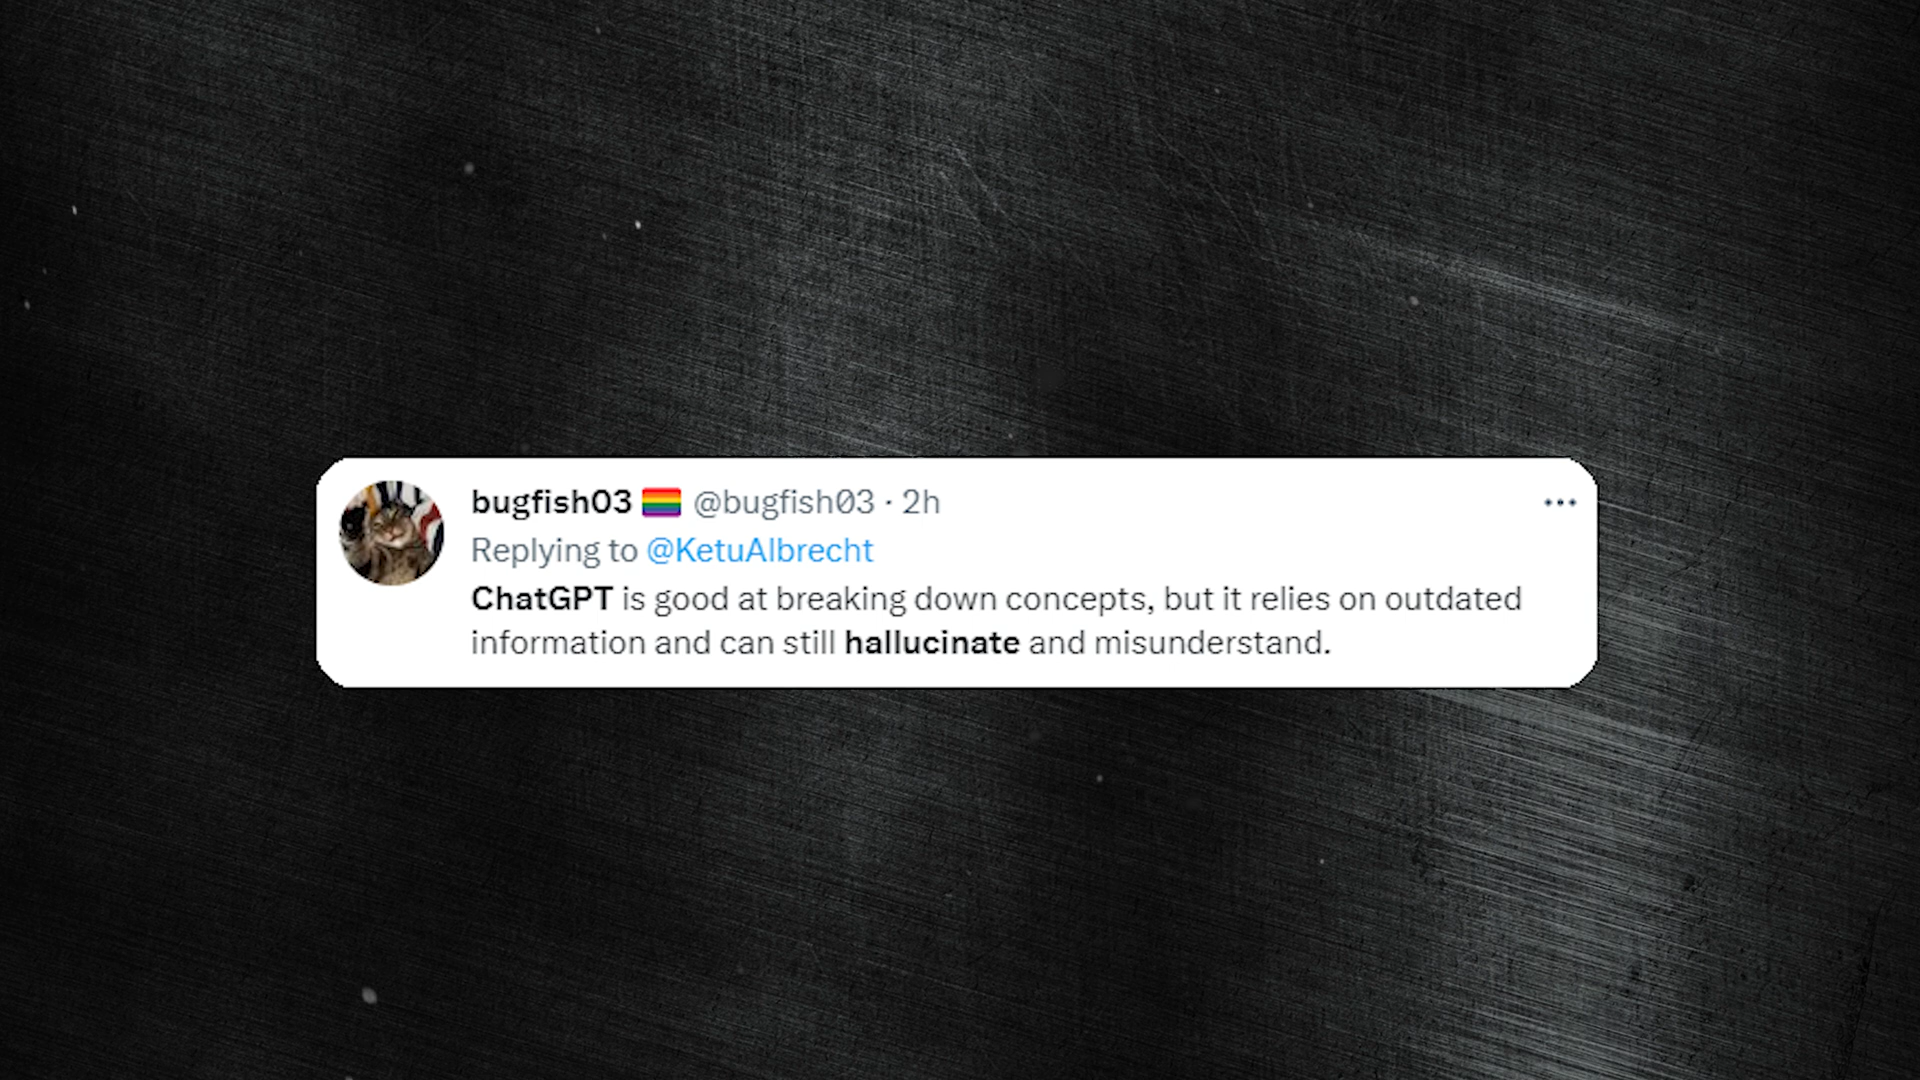 bugfish03 🏳️‍🌈 @bugfish03 · 2h
Replying to @KetuAlbrecht
ChatGPT is good at breaking down concepts, but it relies on outdated
information and can still hallucinate and misunderstand.